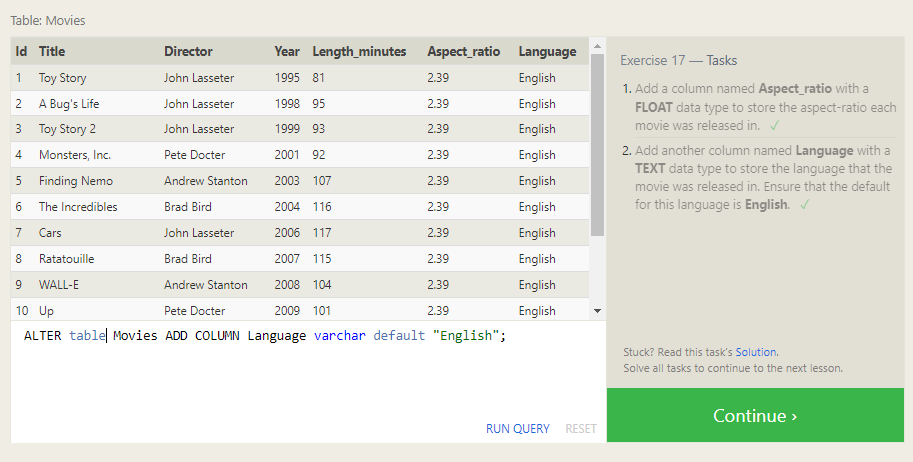 Table: Movies
Id Title Director Year Length_minutes Aspect_ratio Language
1 Toy Story John Lasseter 1995 81 2.39 English
2 A Bug's Life John Lasseter 1998 95 2.39 English
3 Toy Story 2 John Lasseter 1999 93 2.39 English
4 Monsters, Inc. Pete Docter 2001 92 2.39 English
5 Finding Nemo Andrew Stanton 2003 107 2.39 English
6 The Incredibles Brad Bird 2004 116 2.39 English
7 Cars John Lasseter 2006 117 2.39 English
8 Ratatouille Brad Bird 2007 115 2.39 English
9 WALL-E Andrew Stanton 2008 104 2.39 English
10 Up Pete Docter 2009 101 2.39 English
ALTER table Movies ADD COLUMN Language varchar default "English";
RUN QUERY RESET
Exercise 17 — Tasks
1. Add a column named Aspect_ratio with a
FLOAT data type to store the aspect-ratio each
movie was released in. ✓
2. Add another column named Language with a
TEXT data type to store the language that the
movie was released in. Ensure that the default
for this language is English. ✓
Stuck? Read this task's Solution.
Solve all tasks to continue to the next lesson.
Continue ›